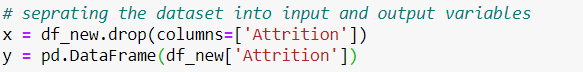 # seprating the dataset into input and output variables
x = df_new.drop(columns=['Attrition'])
y = pd.DataFrame(df_new['Attrition'])